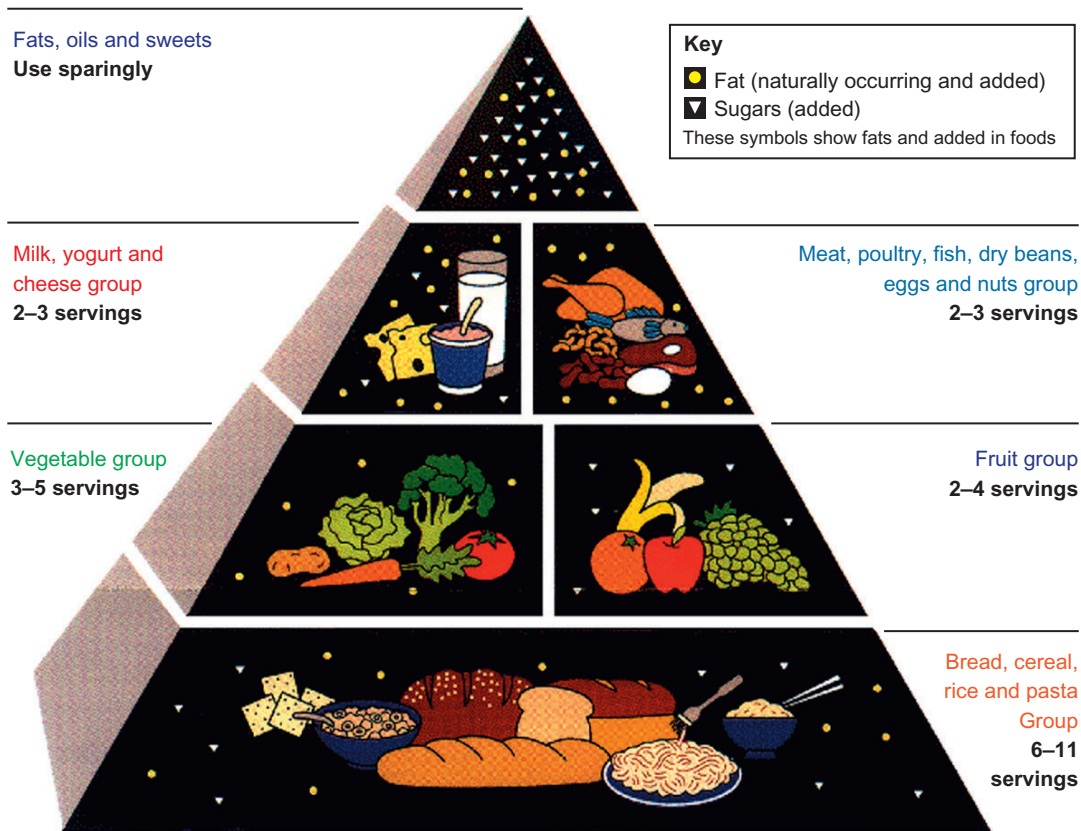 Fats, oils and sweets
Use sparingly
Key
Fat (naturally occurring and added)
Sugars (added)
These symbols show fats and added in foods
Milk, yogurt and
cheese group
2–3 servings
Meat, poultry, fish, dry beans,
eggs and nuts group
2–3 servings
Vegetable group
3–5 servings
Fruit group
2–4 servings
Bread, cereal,
rice and pasta
Group
6–11
servings